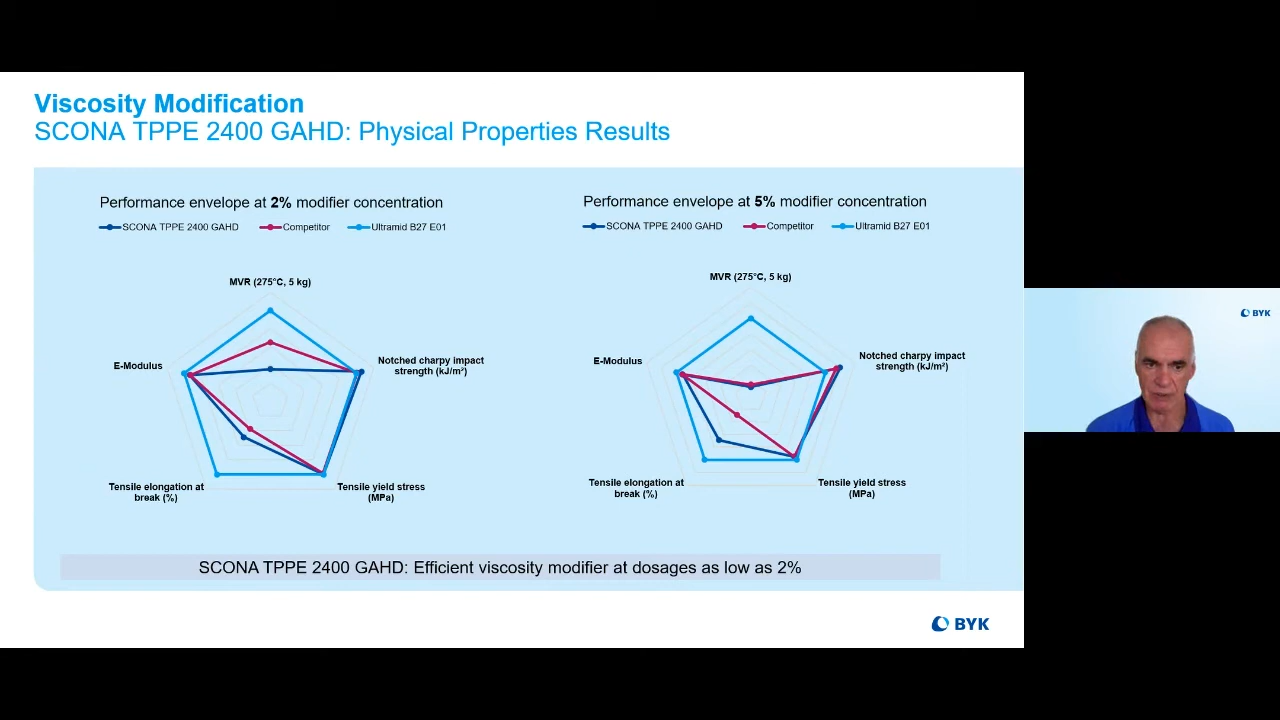 Viscosity Modification
SCONA TPPE 2400 GAHD: Physical Properties Results
Performance envelope at 2% modifier concentration
SCONA TPPE 2400 GAHD
Competitor
Ultramid B27 E01
MVR (275°C, 5 kg)
Notched charpy impact
strength (kJ/m²)
Tensile yield stress
(MPa)
Tensile elongation at
break (%)
E-Modulus
Performance envelope at 5% modifier concentration
SCONA TPPE 2400 GAHD
Competitor
Ultramid B27 E01
MVR (275°C, 5 kg)
Notched charpy impact
strength (kJ/m²)
Tensile yield stress
(MPa)
Tensile elongation at
break (%)
E-Modulus
SCONA TPPE 2400 GAHD: Efficient viscosity modifier at dosages as low as 2%
BYK
BYK